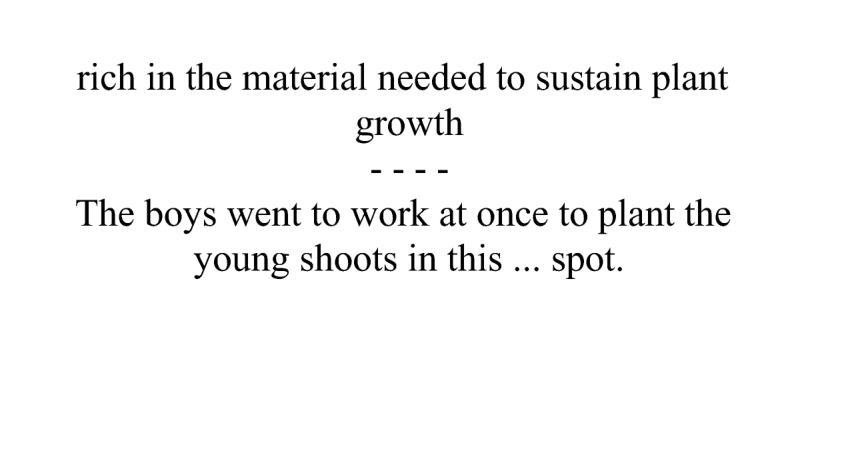 rich in the material needed to sustain plant
growth
- - - -
The boys went to work at once to plant the
young shoots in this ... spot.